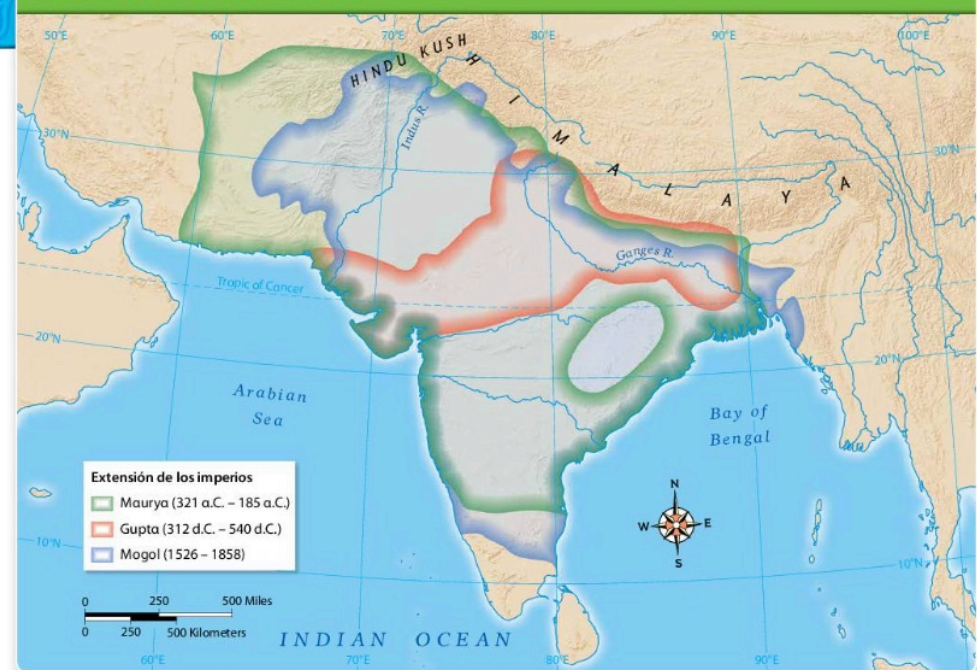 50°E 60°E 70°E 80°E 90°E 100°E
HINDU KUSH
HIMALAYA
Indus R.
30°N
30°N
Ganges R.
Tropic of Cancer
20°N
20°N
Arabian
Sea
Bay of
Bengal
Extensión de los imperios
Maurya (321 a.C. – 185 a.C.)
Gupta (312 d.C. – 540 d.C.)
Mogol (1526 – 1858)
N
W E
S
10°N
10°N
0 250 500 Miles
0 250 500 Kilometers
INDIAN OCEAN
60°E 70°E 80°E 90°E